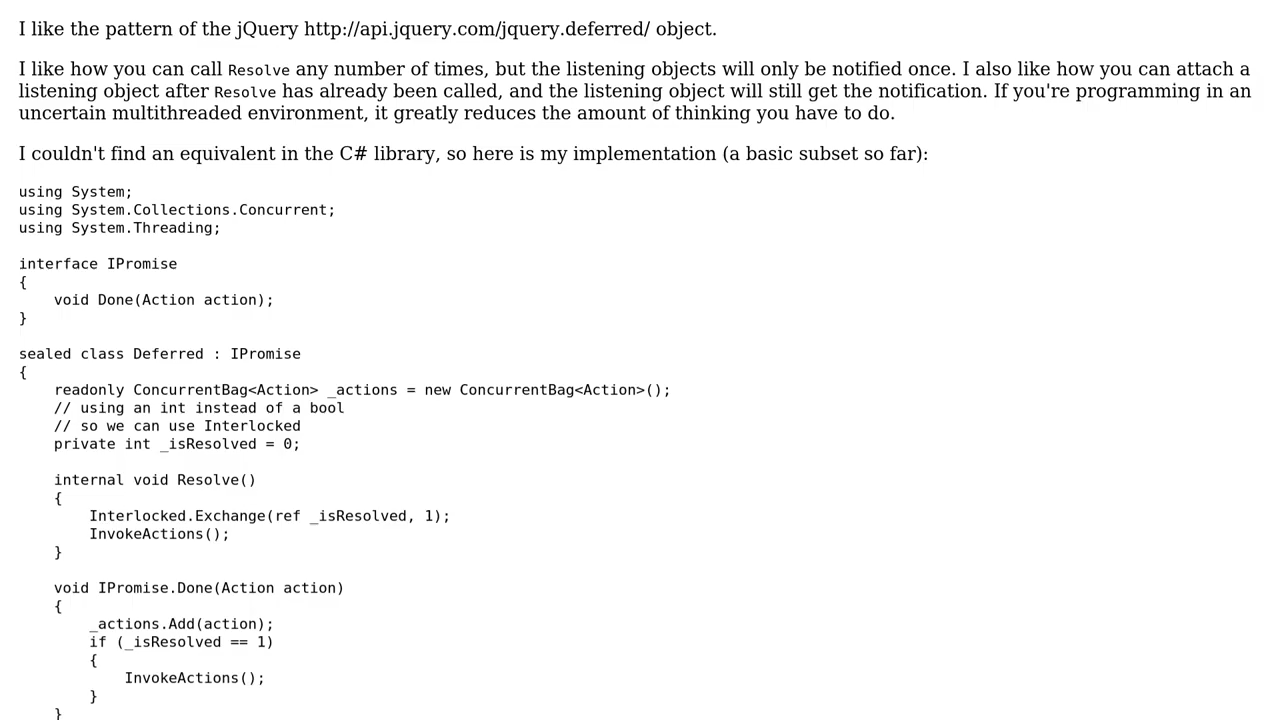 I like the pattern of the jQuery http://api.jquery.com/jquery.deferred/ object.
I like how you can call Resolve any number of times, but the listening objects will only be notified once. I also like how you can attach a
listening object after Resolve has already been called, and the listening object will still get the notification. If you're programming in an
uncertain multithreaded environment, it greatly reduces the amount of thinking you have to do.
I couldn't find an equivalent in the C# library, so here is my implementation (a basic subset so far):
using System;
using System.Collections.Concurrent;
using System.Threading;
interface IPromise
{
    void Done(Action action);
}
sealed class Deferred : IPromise
{
    readonly ConcurrentBag<Action> _actions = new ConcurrentBag<Action>();
    // using an int instead of a bool
    // so we can use Interlocked
    private int _isResolved = 0;
    internal void Resolve()
    {
        Interlocked.Exchange(ref _isResolved, 1);
        InvokeActions();
    }
    void IPromise.Done(Action action)
    {
        _actions.Add(action);
        if (_isResolved == 1)
        {
            InvokeActions();
        }
    }